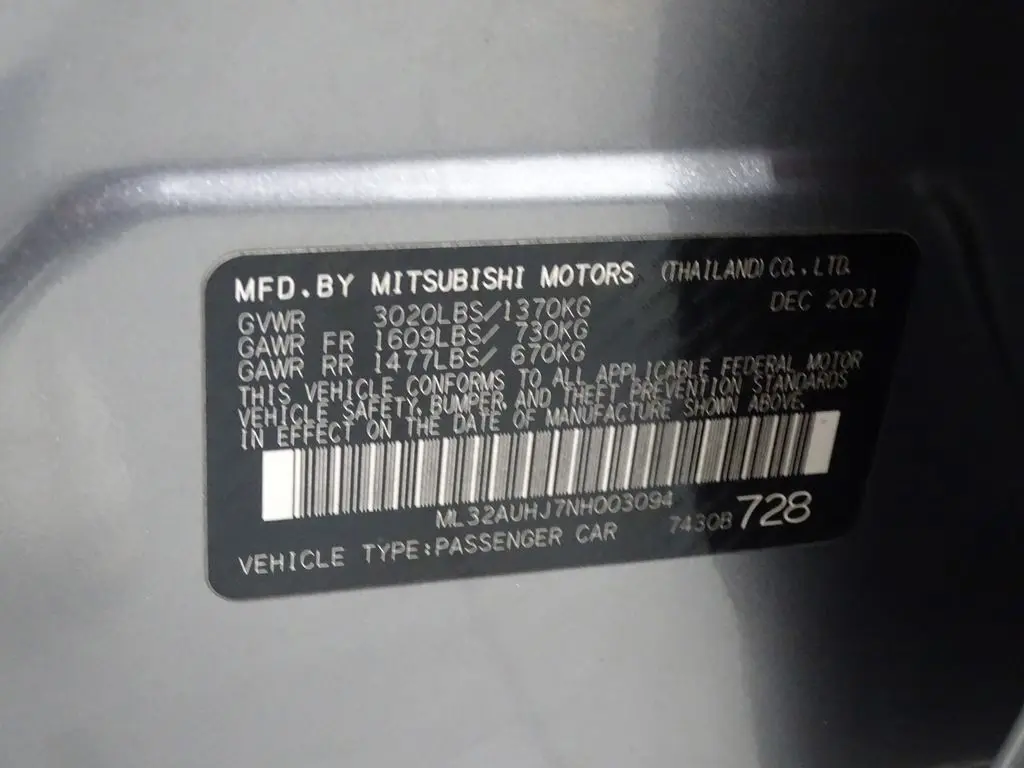 MFD.BY MITSUBISHI MOTORS (THAILAND) CO.,LTD.
DEC 2021
GVWR 3020LBS/1370KG
GAWR FR 1609LBS/ 730KG
GAWR RR 1477LBS/ 670KG
THIS VEHICLE CONFORMS TO ALL APPLICABLE FEDERAL MOTOR
VEHICLE SAFETY, BUMPER, AND THEFT PREVENTION STANDARDS
IN EFFECT ON THE DATE OF MANUFACTURE SHOWN ABOVE.
ML32AUHJ7NH003094
7430B 728
VEHICLE TYPE:PASSENGER CAR